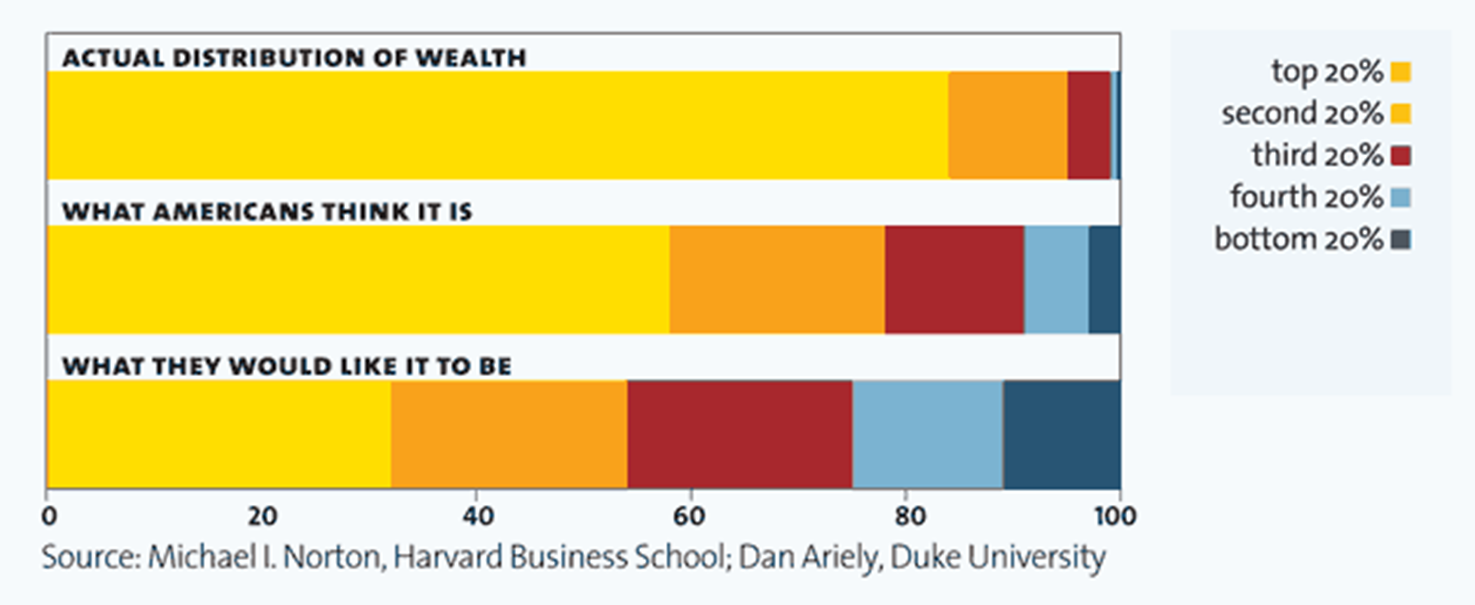 ACTUAL DISTRIBUTION OF WEALTH
WHAT AMERICANS THINK IT IS
WHAT THEY WOULD LIKE IT TO BE
0 20 40 60 80 100
Source: Michael I. Norton, Harvard Business School; Dan Ariely, Duke University
top 20%
second 20%
third 20%
fourth 20%
bottom 20%